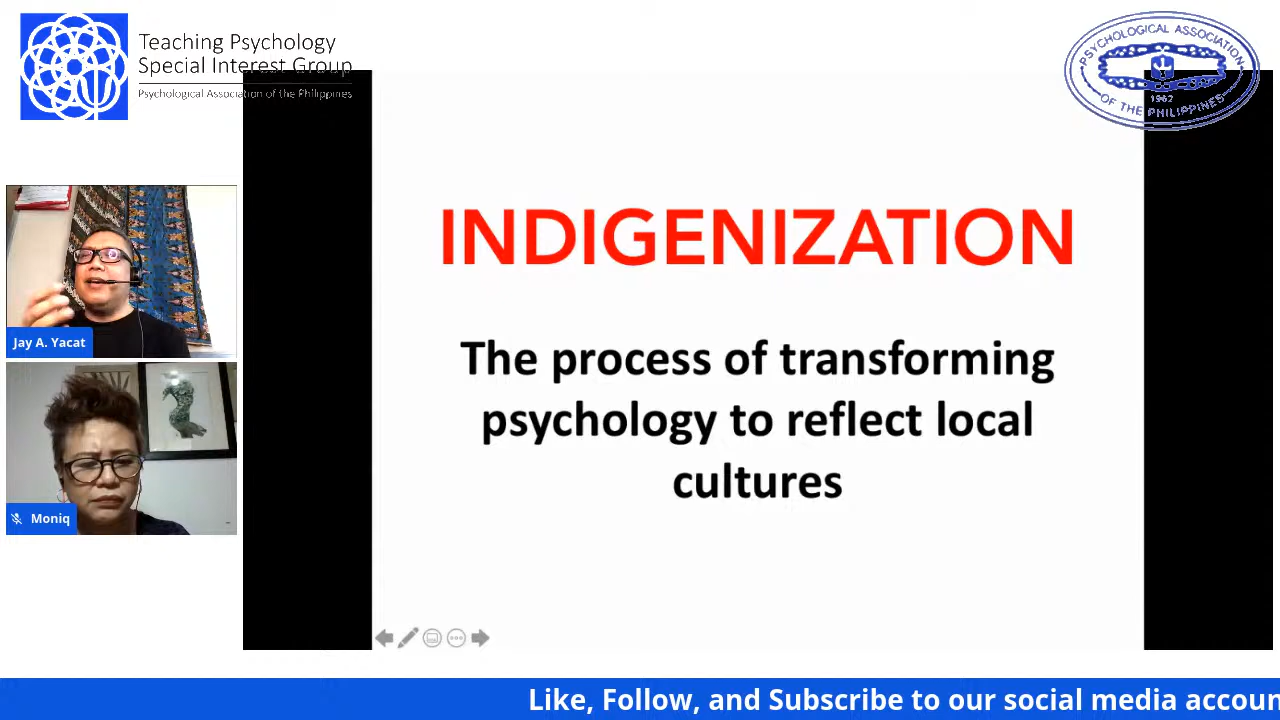 Teaching Psychology
Special Interest Group
Psychological Association of the Philippines
PSYCHOLOGICAL ASSOCIATION
1962
OF THE PHILIPPINES
INDIGENIZATION
The process of transforming
psychology to reflect local
cultures
Jay A. Yacat
Moniq
Like, Follow, and Subscribe to our social media accoun